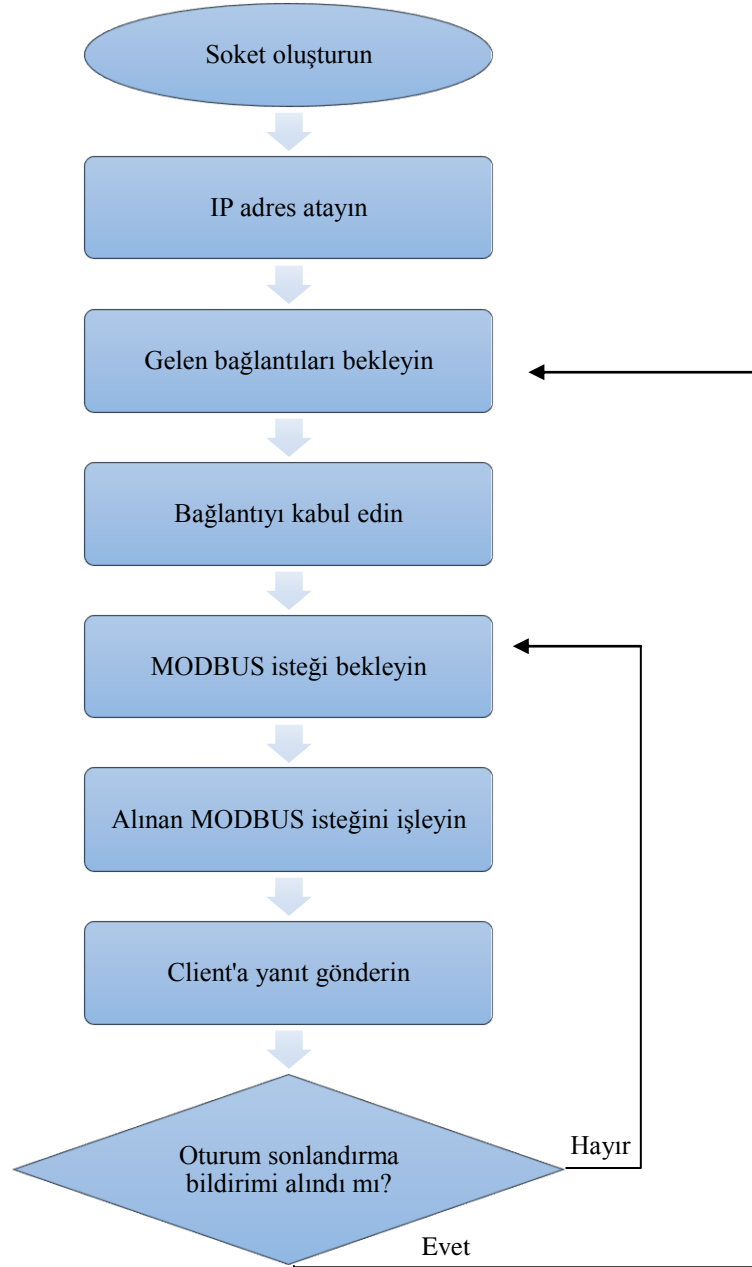 Soket oluşturun
IP adres atayın
Gelen bağlantıları bekleyin
Bağlantıyı kabul edin
MODBUS isteği bekleyin
Alınan MODBUS isteğini işleyin
Client'a yanıt gönderin
Oturum sonlandırma
bildirimi alındı mı?
Hayır
Evet